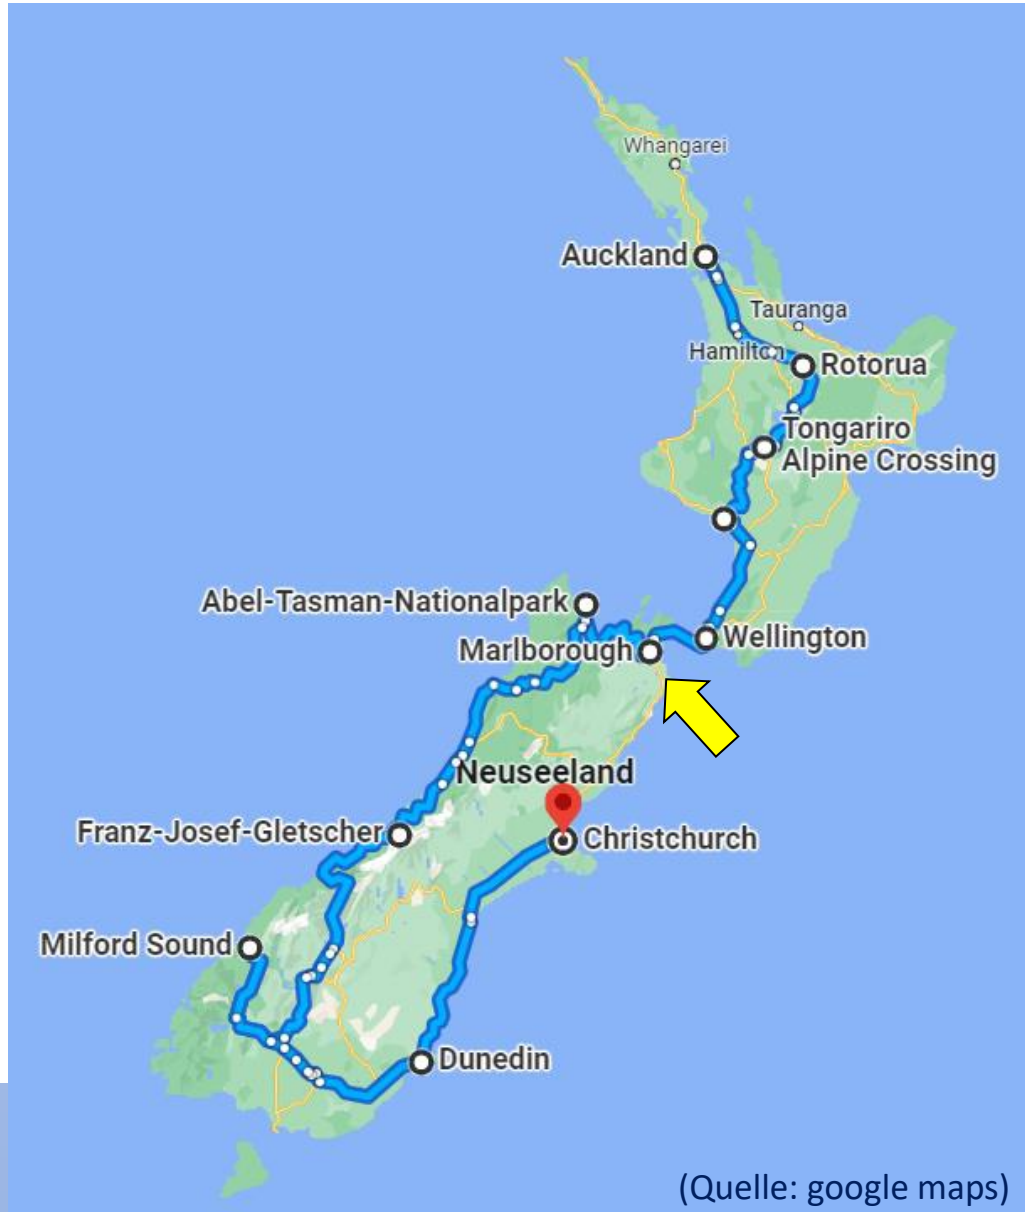 Whangarei
Auckland
Tauranga
Hamilton
Rotorua
Tongariro
Alpine Crossing
Abel-Tasman-Nationalpark
Marlborough
Wellington
Neuseeland
Franz-Josef-Gletscher
Christchurch
Milford Sound
Dunedin
(Quelle: google maps)